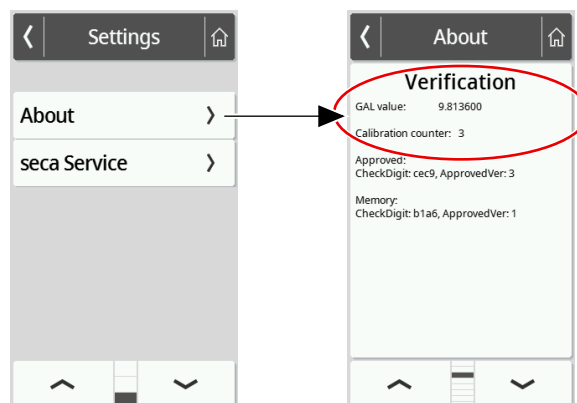 Settings
About
seca Service
About
Verification
GAL value: 9.813600
Calibration counter: 3
Approved:
CheckDigit: cec9, ApprovedVer: 3
Memory:
CheckDigit: b1a6, ApprovedVer: 1